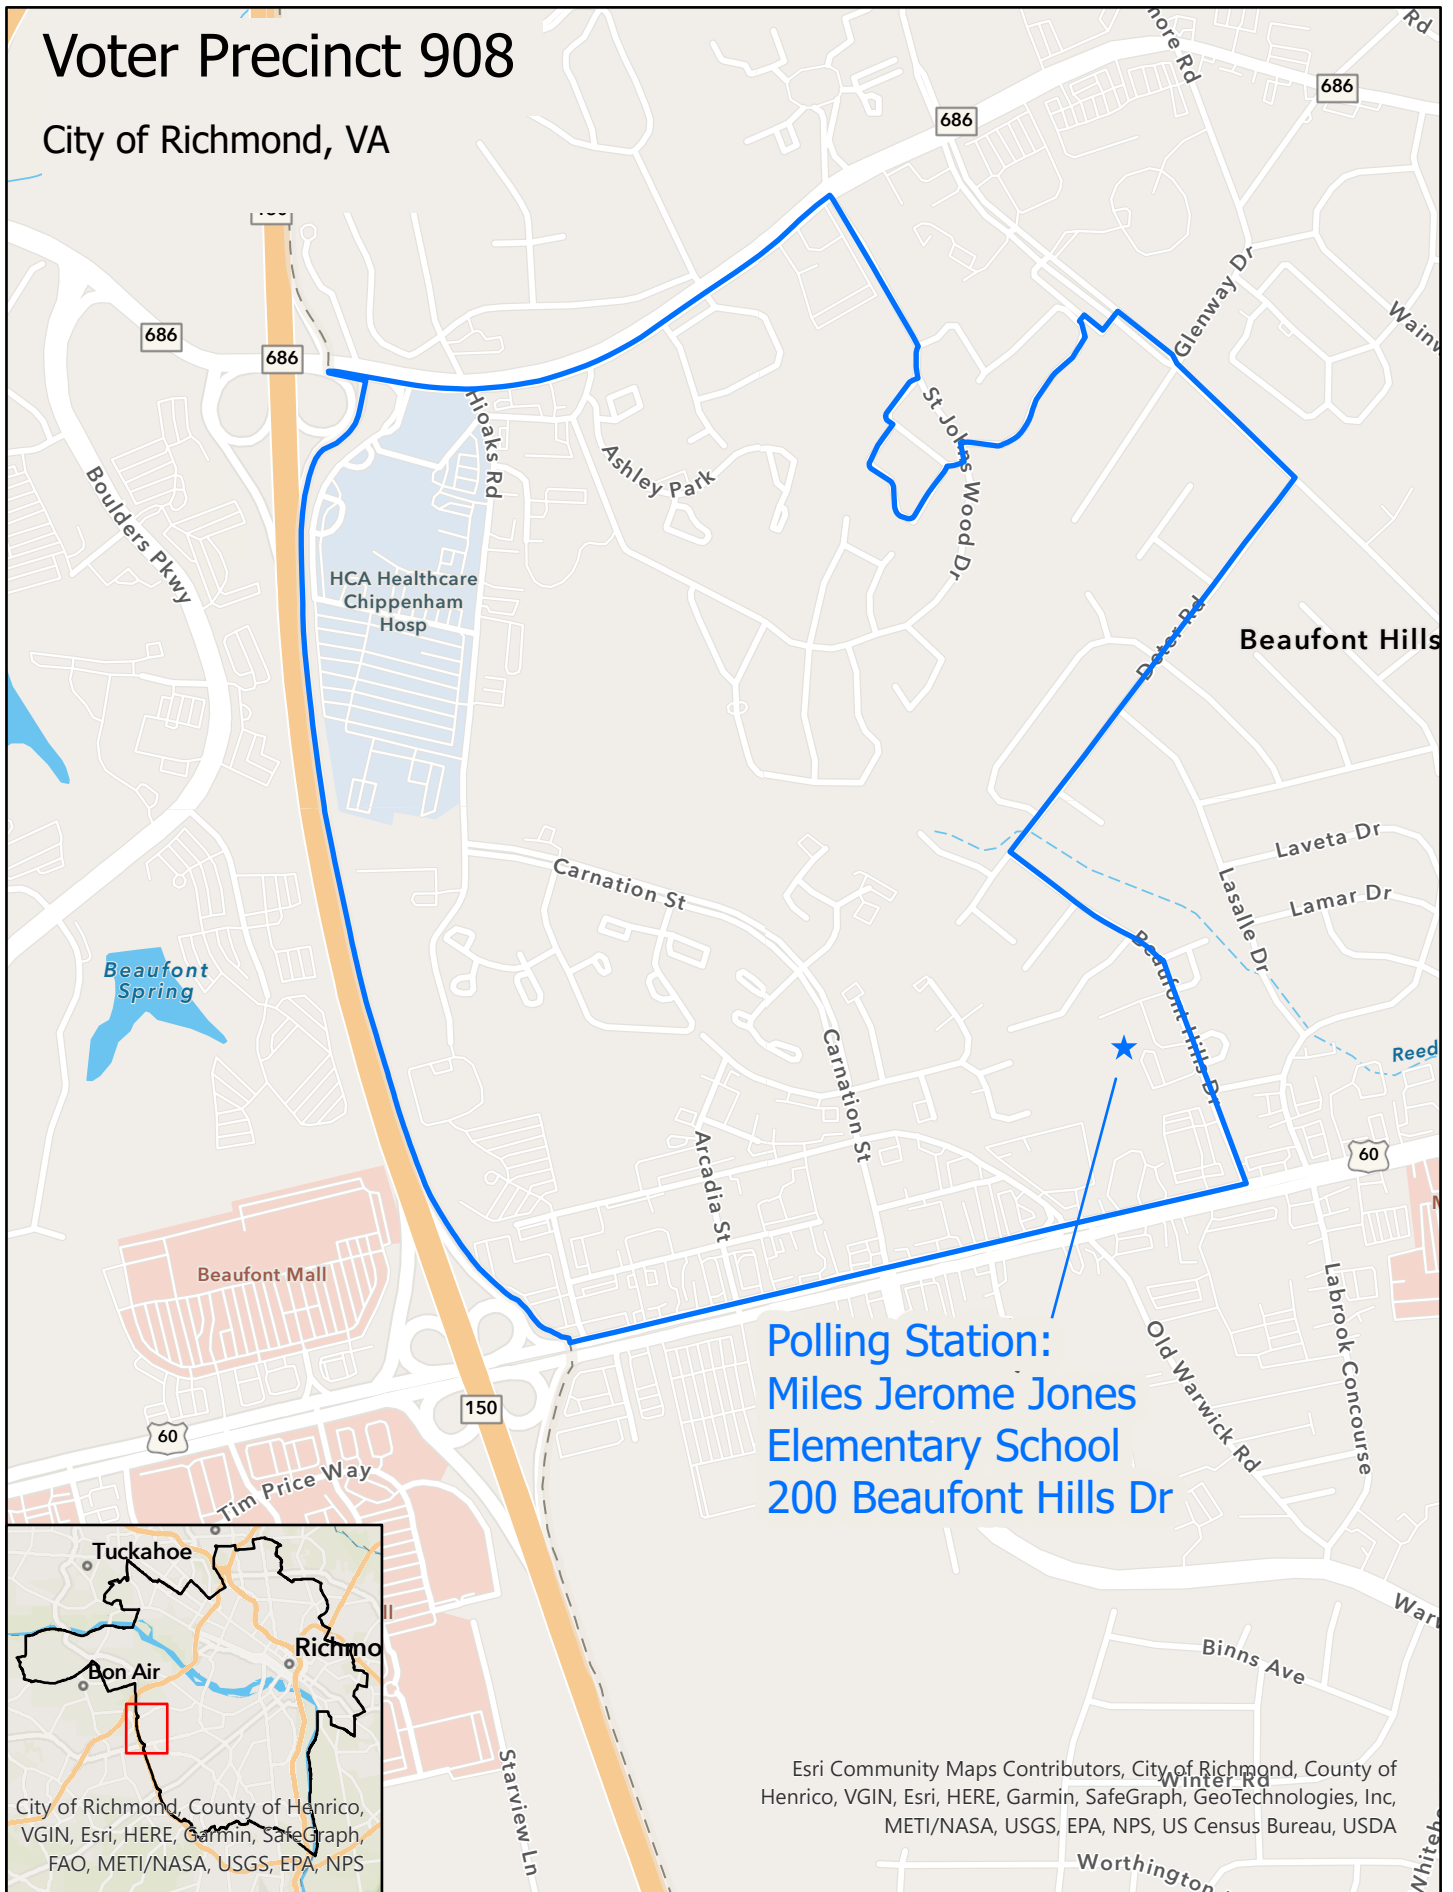 Voter Precinct 908
City of Richmond, VA
Rd
686
686
686
686
Glenway Dr
Hioaks Rd
St Johns Wood Dr
Ashley Park
Boulders Pkwy
HCA Healthcare
Chippenham
Hosp
Doter Rd
Beaufont Hills
Laveta Dr
Lamar Dr
Lasalle Dr
Carnation St
Beaufont
Spring
Beaufont Hills Dr
Carnation St
Reed
Arcadia St
60
Beaufont Mall
Labrook Concourse
Old Warwick Rd
Polling Station:
Miles Jerome Jones
Elementary School
200 Beaufont Hills Dr
150
60
Tim Price Way
Tuckahoe
Richmo
Bon Air
Binns Ave
Winter Rd
Starview Ln
Worthington
Esri Community Maps Contributors, City of Richmond, County of
Henrico, VGIN, Esri, HERE, Garmin, SafeGraph, GeoTechnologies, Inc,
METI/NASA, USGS, EPA, NPS, US Census Bureau, USDA
City of Richmond, County of Henrico,
VGIN, Esri, HERE, Garmin, SafeGraph,
FAO, METI/NASA, USGS, EPA, NPS